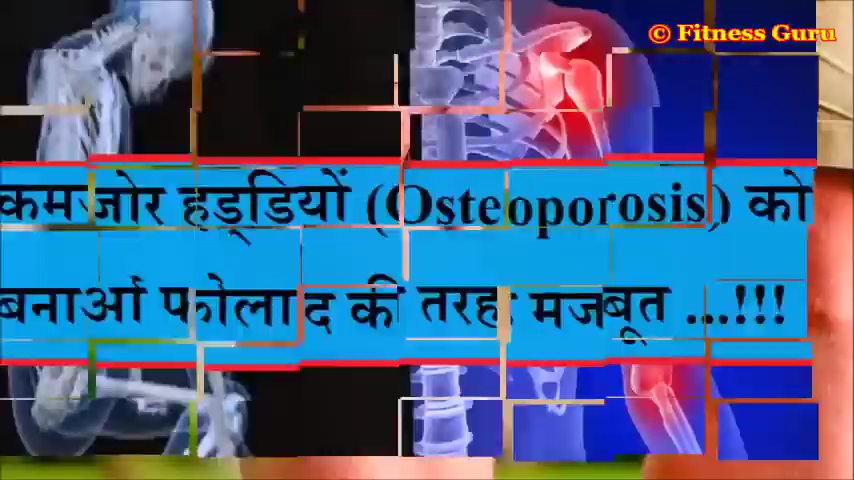 © Fitness Guru
कमजोर हड्डियों (Osteoporosis) को
बनाओ फोलाद की तरह मजबूत ...!!!